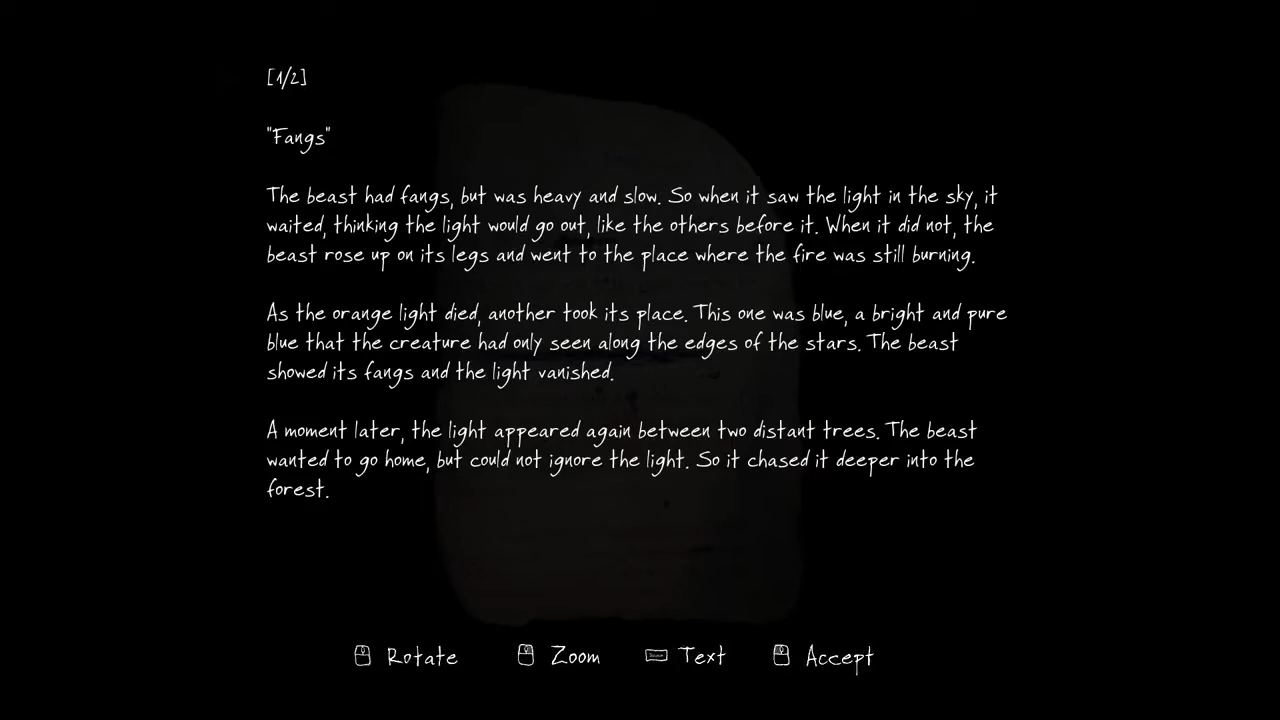 [1/2]
"Fangs"
The beast had fangs, but was heavy and slow. So when it saw the light in the sky, it
waited, thinking the light would go out, like the others before it. When it did not, the
beast rose up on its legs and went to the place where the fire was still burning.
As the orange light died, another took its place. This one was blue, a bright and pure
blue that the creature had only seen along the edges of the stars. The beast
showed its fangs and the light vanished.
A moment later, the light appeared again between two distant trees. The beast
wanted to go home, but could not ignore the light. So it chased it deeper into the
forest.
Rotate Zoom Text Accept